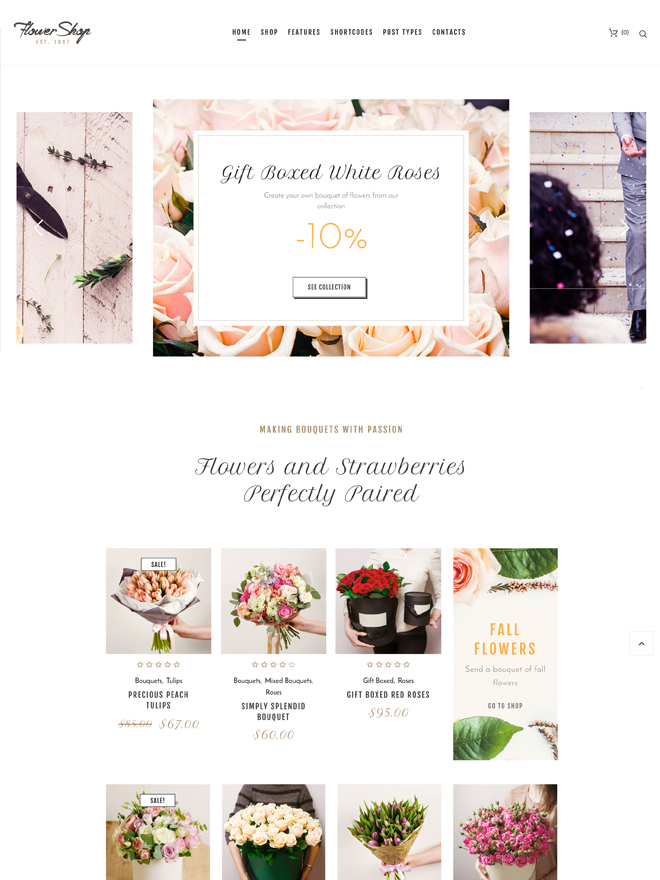 FlowerShop
EST. 1997
HOME SHOP FEATURES SHORTCODES POST TYPES CONTACTS
(0)
Gift Boxed White Roses
Create your own bouquet of flowers from our
collection
-10%
SEE COLLECTION
MAKING BOUQUETS WITH PASSION
Flowers and Strawberries
Perfectly Paired
SALE!
Bouquets, Tulips
PRECIOUS PEACH
TULIPS
$85.00 $67.00
Bouquets, Mixed Bouquets,
Roses
SIMPLY SPLENDID
BOUQUET
$60.00
Gift Boxed, Roses
GIFT BOXED RED ROSES
$95.00
FALL
FLOWERS
Send a bouquet of fall
flowers
GO TO SHOP
SALE!